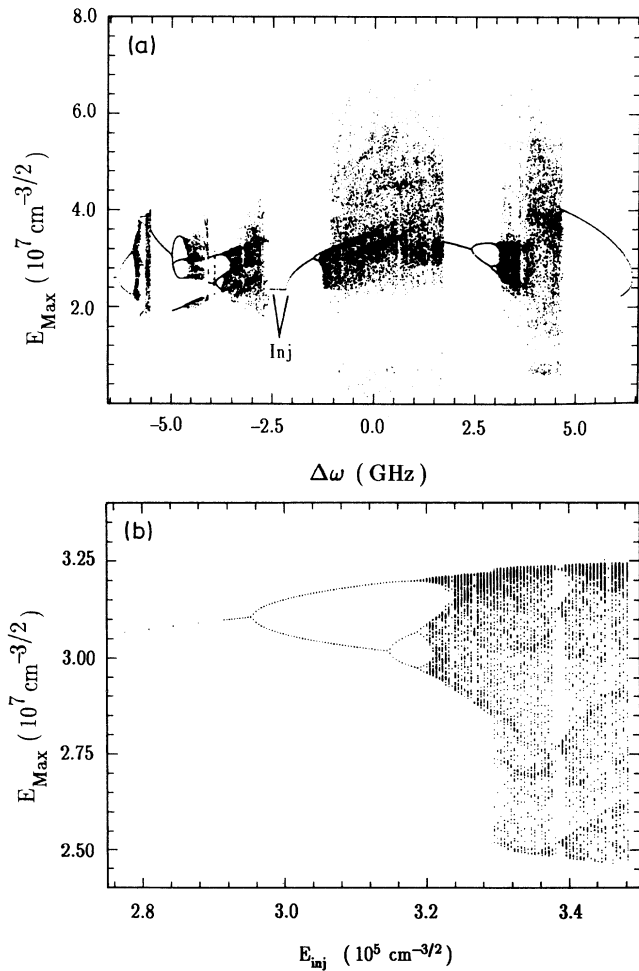 (a)
8.0
6.0
4.0
2.0
E_Max (10^7 cm^-3/2)
Inj
-5.0 -2.5 0.0 2.5 5.0
Δω (GHz)
(b)
3.25
3.00
2.75
2.50
E_Max (10^7 cm^-3/2)
2.8 3.0 3.2 3.4
E_inj (10^5 cm^-3/2)